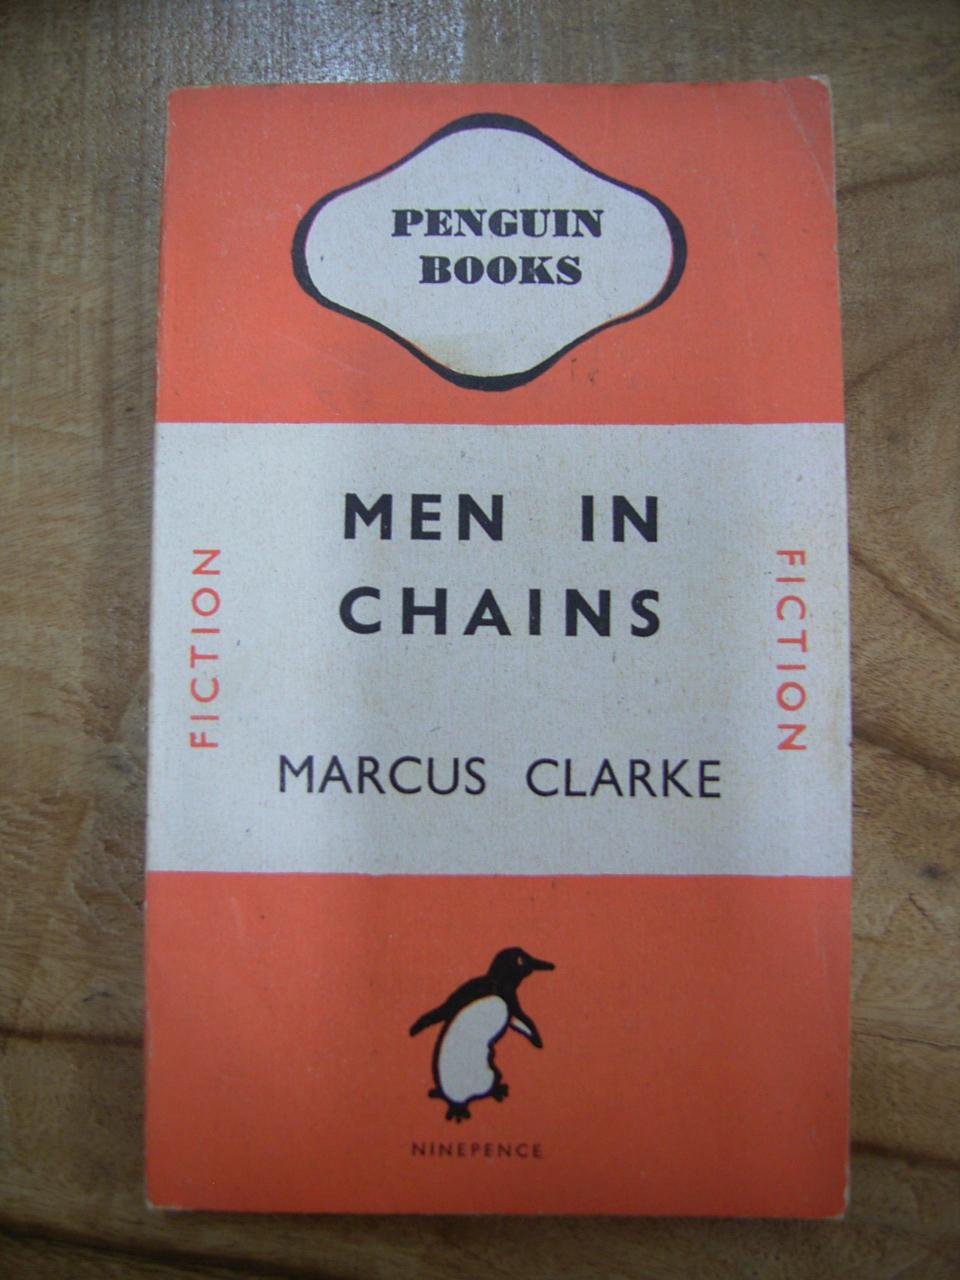 PENGUIN
BOOKS
MEN IN
CHAINS
FICTION
FICTION
MARCUS CLARKE
NINEPENCE